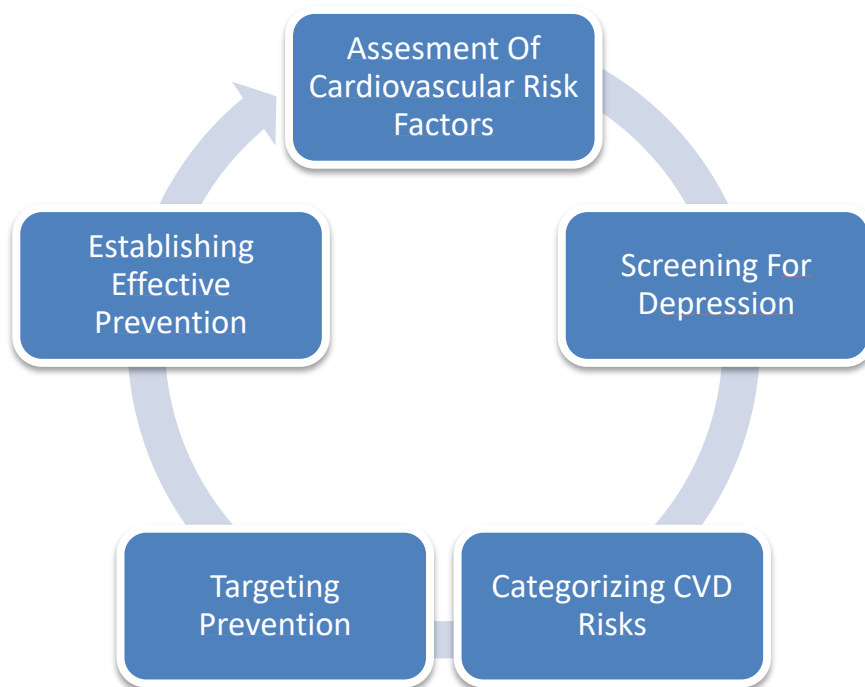 Assesment Of
Cardiovascular Risk
Factors
Screening For
Depression
Categorizing CVD
Risks
Targeting
Prevention
Establishing
Effective
Prevention